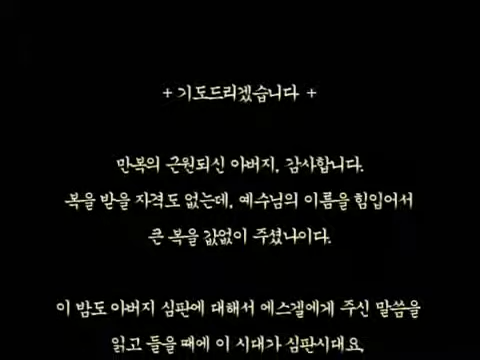 + 기도드리겠습니다 +
만복의 근원되신 아버지, 감사합니다.
복을 받을 자격도 없는데, 예수님의 이름을 힘입어서
큰 복을 값없이 주셨나이다.
이 밤도 아버지 심판에 대해서 에스겔에게 주신 말씀을
읽고 들을 때에 이 시대가 심판시대요,